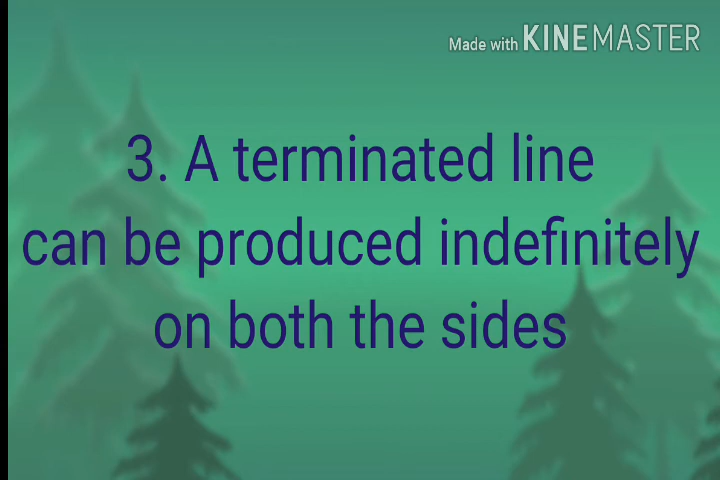 Made with KINEMASTER
3. A terminated line
can be produced indefinitely
on both the sides